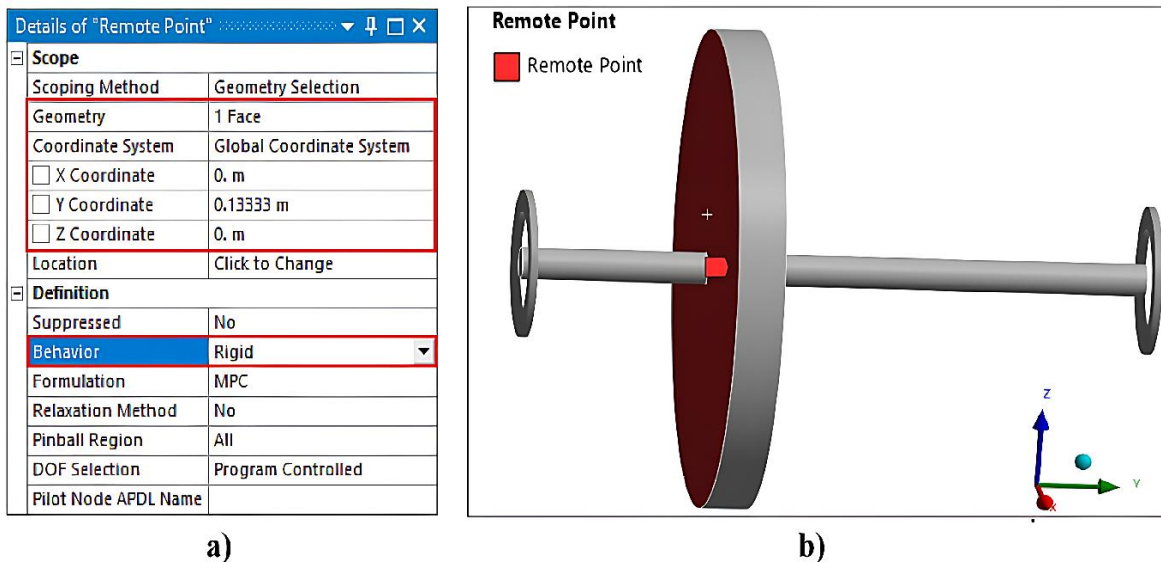 Details of "Remote Point"
Scope
Scoping Method Geometry Selection
Geometry 1 Face
Coordinate System Global Coordinate System
X Coordinate 0. m
Y Coordinate 0.13333 m
Z Coordinate 0. m
Location Click to Change
Definition
Suppressed No
Behavior Rigid
Formulation MPC
Relaxation Method No
Pinball Region All
DOF Selection Program Controlled
Pilot Node APDL Name
a)
Remote Point
Remote Point
Z
Y
X
b)